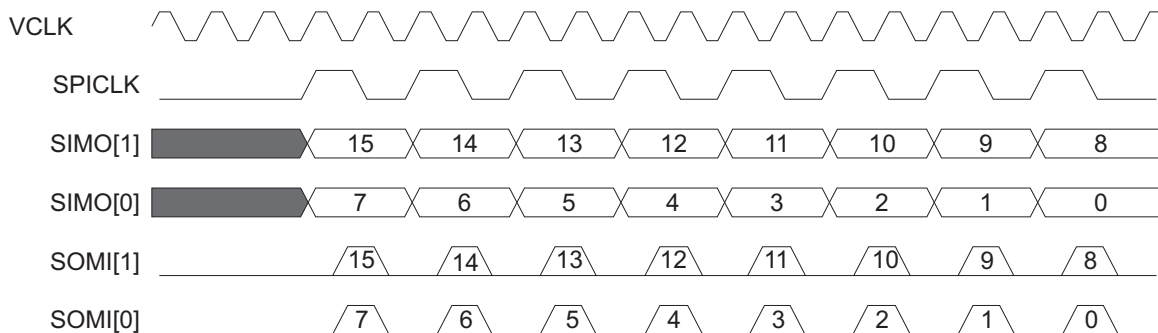 VCLK
SPICLK
SIMO[1] 15 14 13 12 11 10 9 8
SIMO[0] 7 6 5 4 3 2 1 0
SOMI[1] 15 14 13 12 11 10 9 8
SOMI[0] 7 6 5 4 3 2 1 0